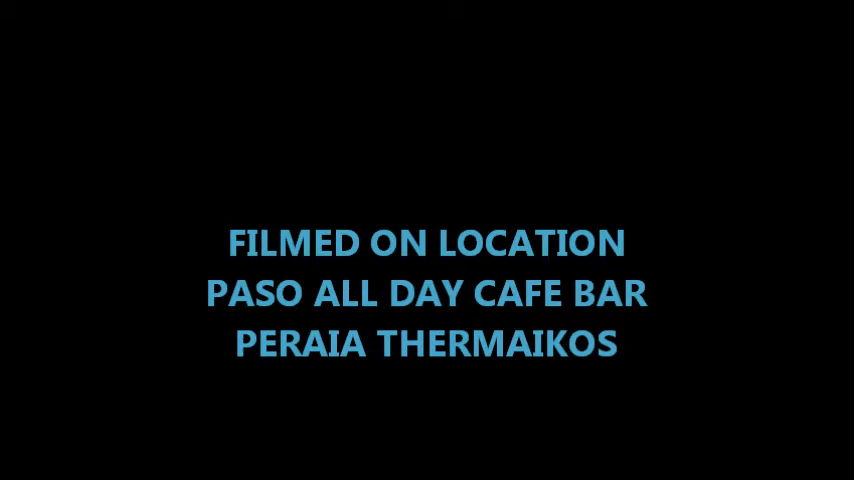 FILMED ON LOCATION
PASO ALL DAY CAFE BAR
PERAIA THERMAIKOS